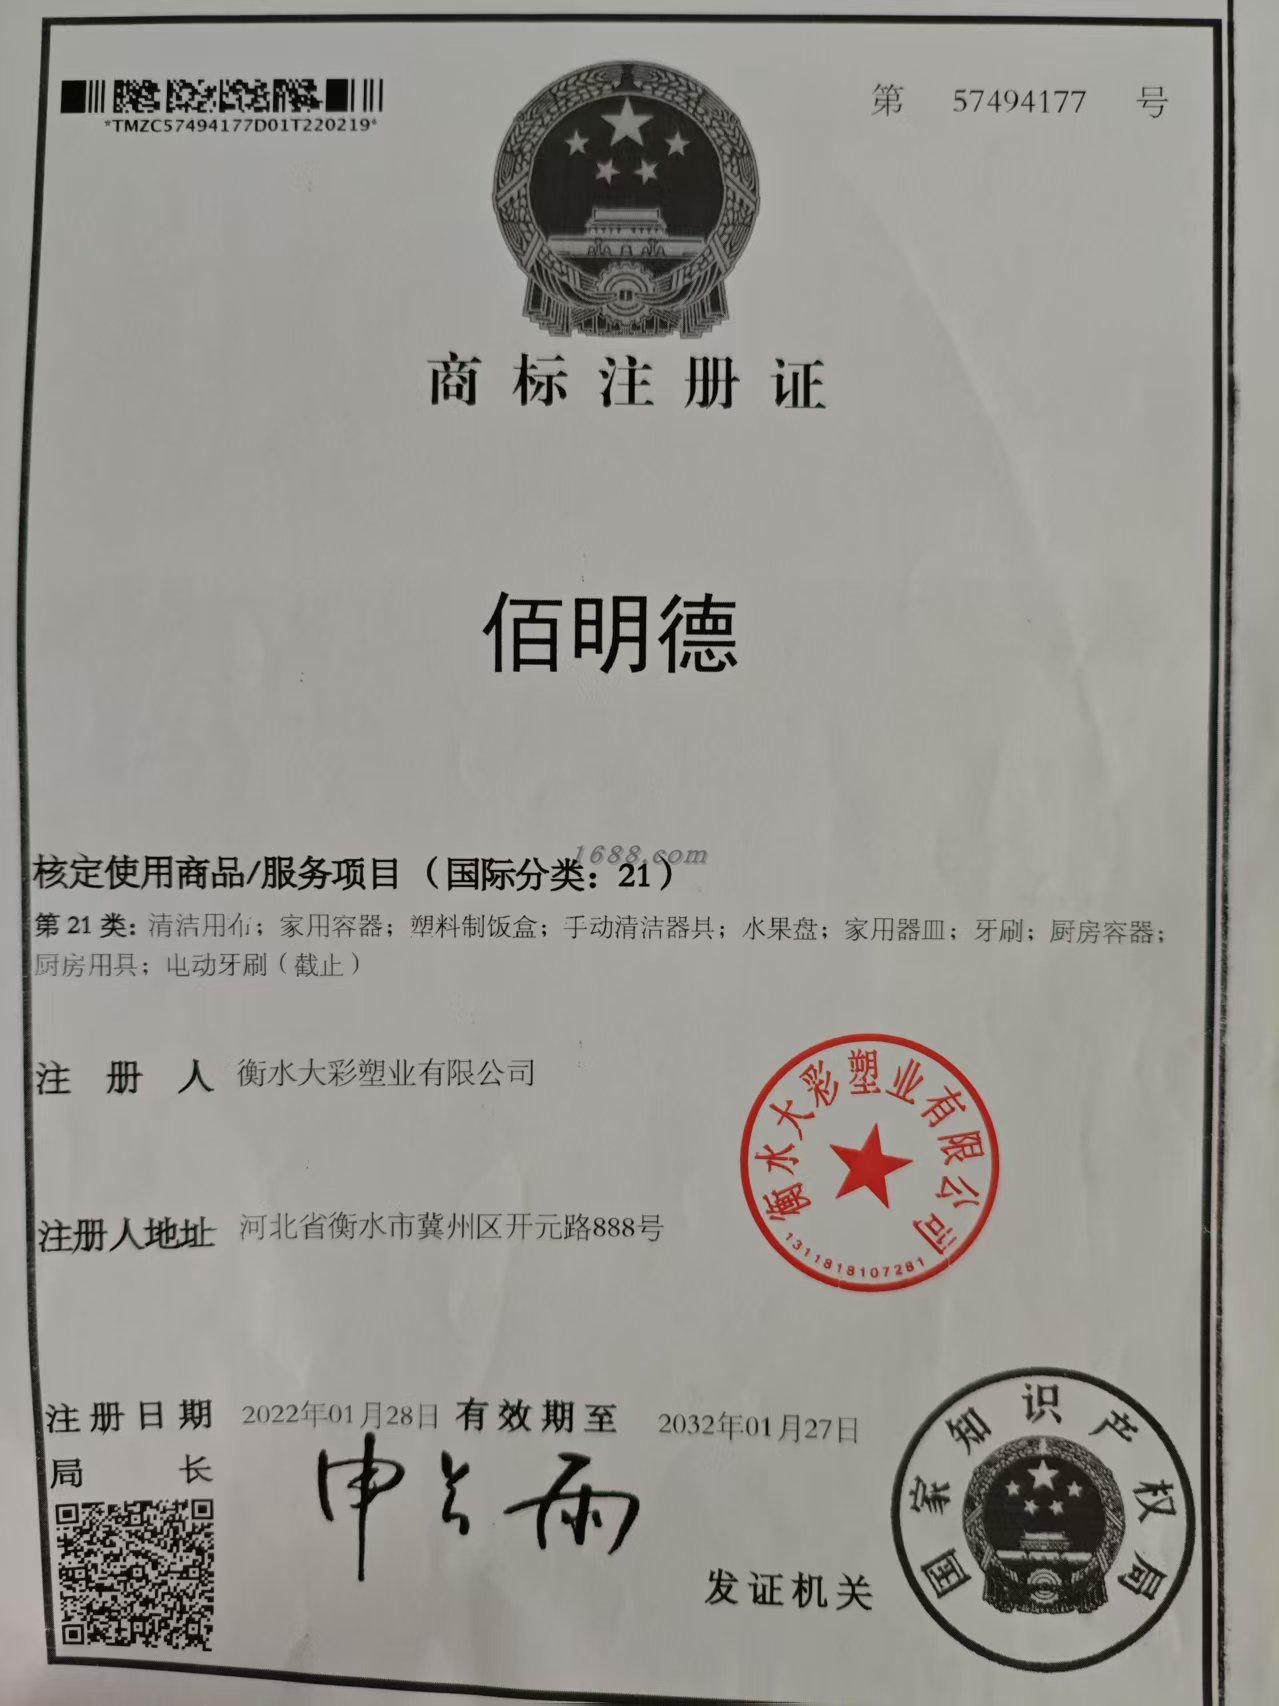 *TMZC57494177D01T220219*
第 57494177 号
商标注册证
佰明德
1688.com
核定使用商品/服务项目（国际分类：21）
第21类：清洁用布；家用容器；塑料制饭盒；手动清洁器具；水果盘；家用器皿；牙刷；厨房容器；
厨房用具；电动牙刷（截止）
注册人 衡水大彩塑业有限公司
衡水大彩塑业有限公司
1311818107281
注册人地址 河北省衡水市冀州区开元路888号
注册日期 2022年01月28日 有效期至 2032年01月27日
局长 申长雨
发证机关
国家知识产权局